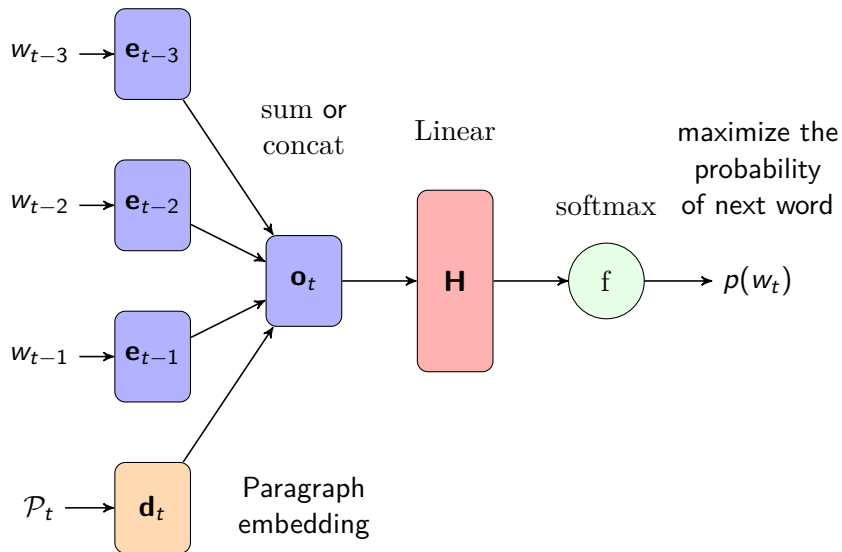 w_{t−3}
e_{t−3}
sum or
concat
Linear
maximize the
probability
of next word
w_{t−2}
e_{t−2}
softmax
o_t
H
f
p(w_t)
w_{t−1}
e_{t−1}
P_t
d_t
Paragraph
embedding